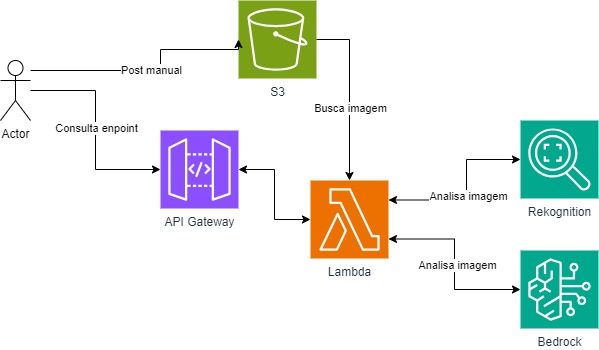 Post manual
S3
Busca imagem
Actor
Consulta enpoint
API Gateway
Lambda
Analisa imagem
Rekognition
Analisa imagem
Bedrock